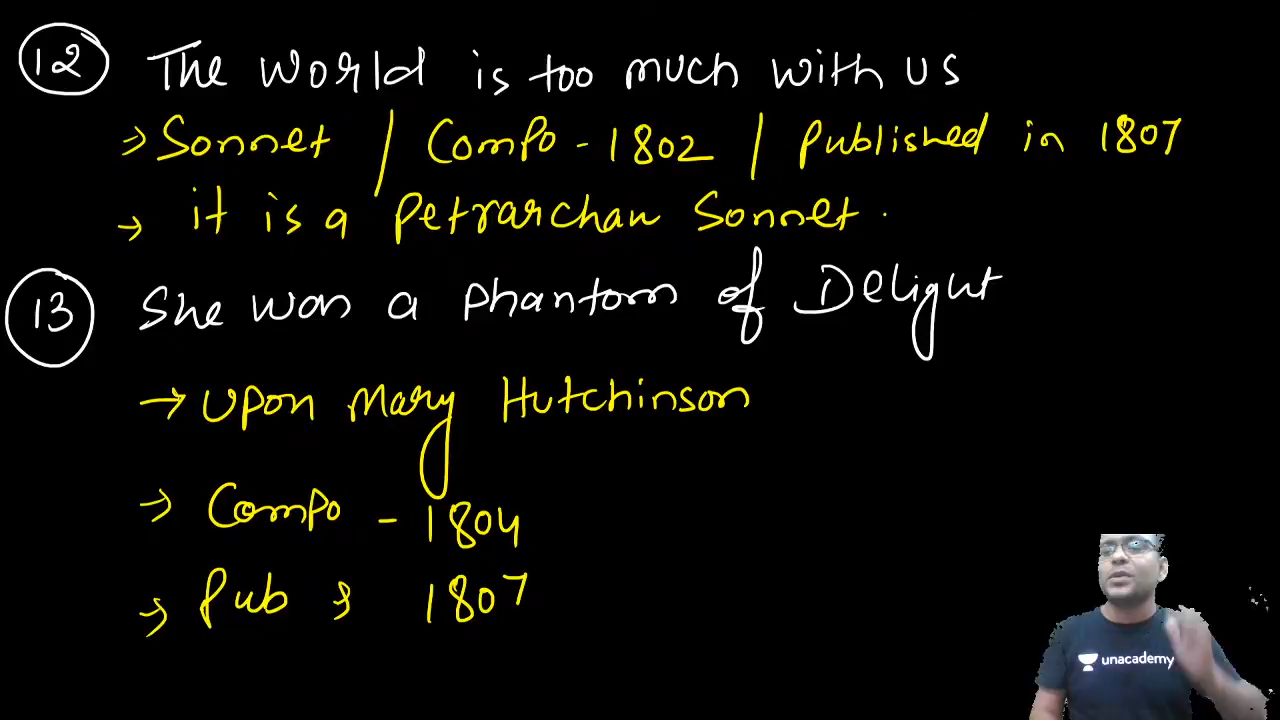 12 The world is too much with us
→ Sonnet / Compo - 1802 / Published in 1807
→ it is a Petrarchan Sonnet.
13 She was a Phantom of Delight
→ Upon Mary Hutchinson
→ Compo - 1804
→ Pub : 1807
unacademy